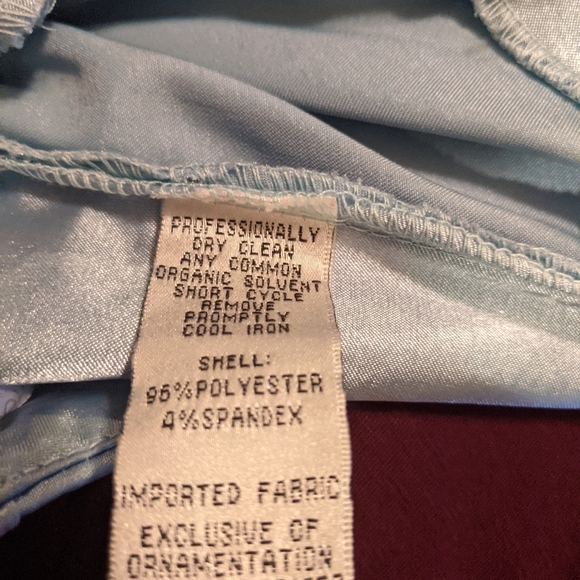 PROFESSIONALLY
DRY CLEAN
ANY COMMON
ORGANIC SOLVENT
SHORT CYCLE
REMOVE
PROMPTLY
COOL IRON
SHELL:
96%POLYESTER
4%SPANDEX
IMPORTED FABRIC
EXCLUSIVE OF
ORNAMENTATION